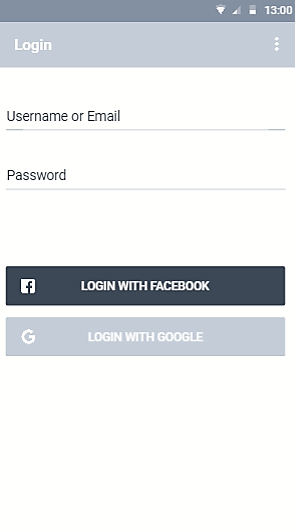 13:00
Login
Username or Email
Password
LOGIN WITH FACEBOOK
LOGIN WITH GOOGLE